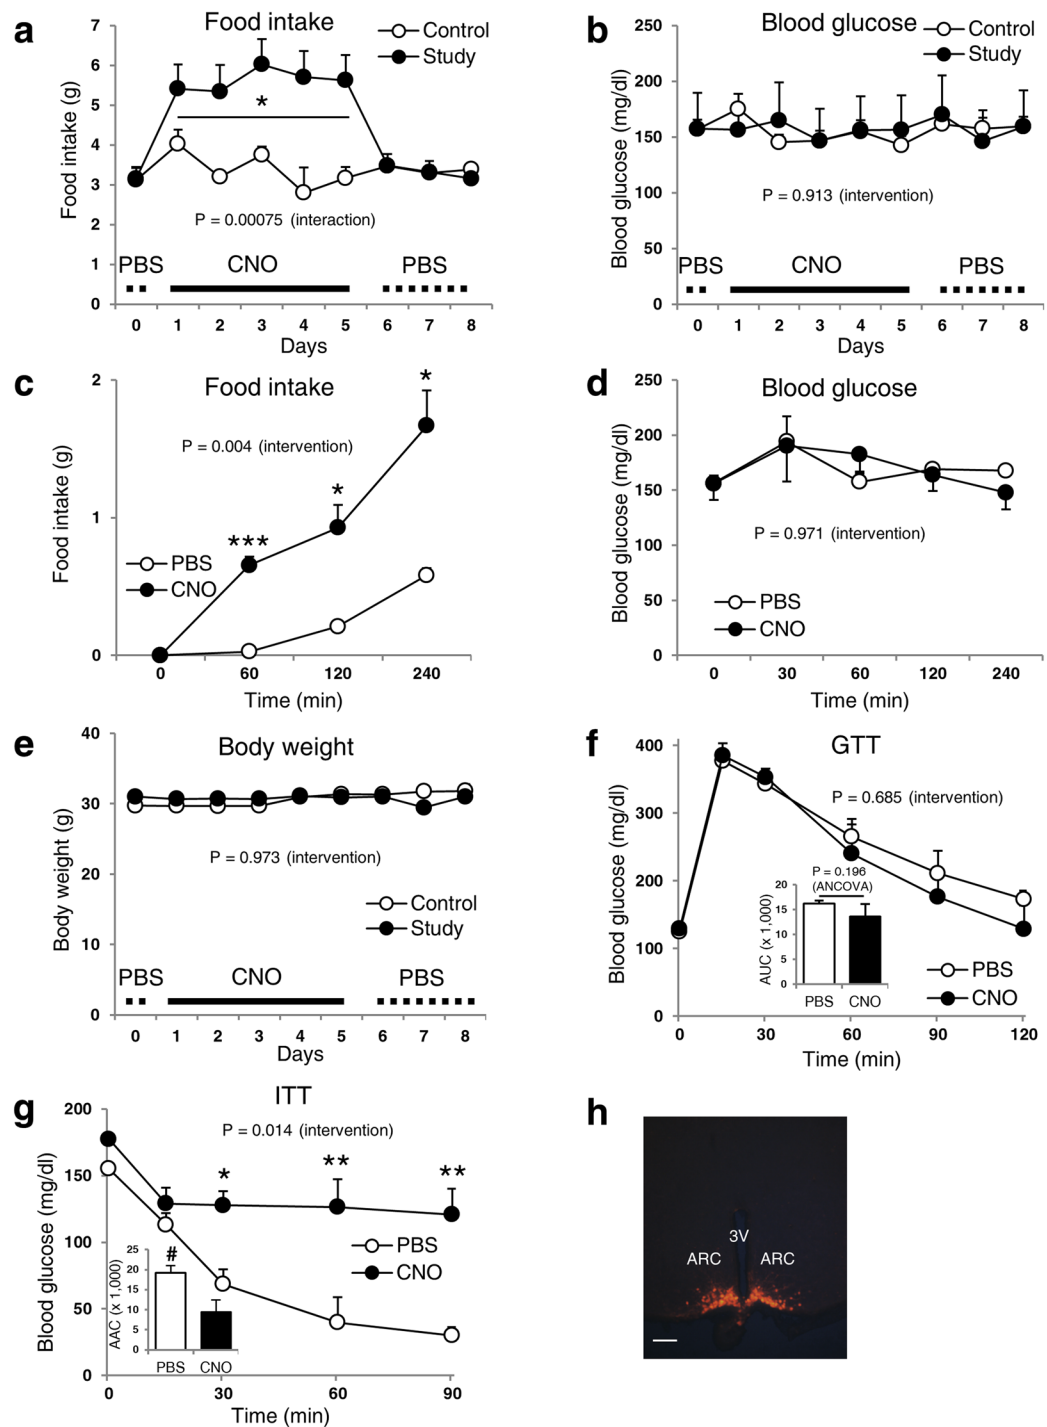 a
Food intake
Control
Study
Food intake (g)
7
6
5
4
3
2
1
0
*
P = 0.00075 (interaction)
PBS
CNO
PBS
0 1 2 3 4 5 6 7 8
Days
b
Blood glucose
Control
Study
Blood glucose (mg/dl)
250
200
150
100
50
0
P = 0.913 (intervention)
PBS
CNO
PBS
0 1 2 3 4 5 6 7 8
Days
c
Food intake
Food intake (g)
2
1
0
P = 0.004 (intervention)
*
*
***
PBS
CNO
0 60 120 240
Time (min)
d
Blood glucose
Blood glucose (mg/dl)
250
200
150
100
50
0
P = 0.971 (intervention)
PBS
CNO
0 30 60 120 240
Time (min)
e
Body weight
Body weight (g)
40
30
20
10
0
P = 0.973 (intervention)
Control
Study
PBS
CNO
PBS
0 1 2 3 4 5 6 7 8
Days
f
GTT
Blood glucose (mg/dl)
400
300
200
100
0
P = 0.685 (intervention)
P = 0.196
(ANCOVA)
AUC (x 1,000)
20
15
10
5
0
PBS CNO
PBS
CNO
0 30 60 90 120
Time (min)
g
ITT
Blood glucose (mg/dl)
200
150
100
50
0
P = 0.014 (intervention)
*
**
**
PBS
CNO
AAC (x 1,000)
25
20
15
10
5
0
#
PBS CNO
0 30 60 90
Time (min)
h
3V
ARC ARC